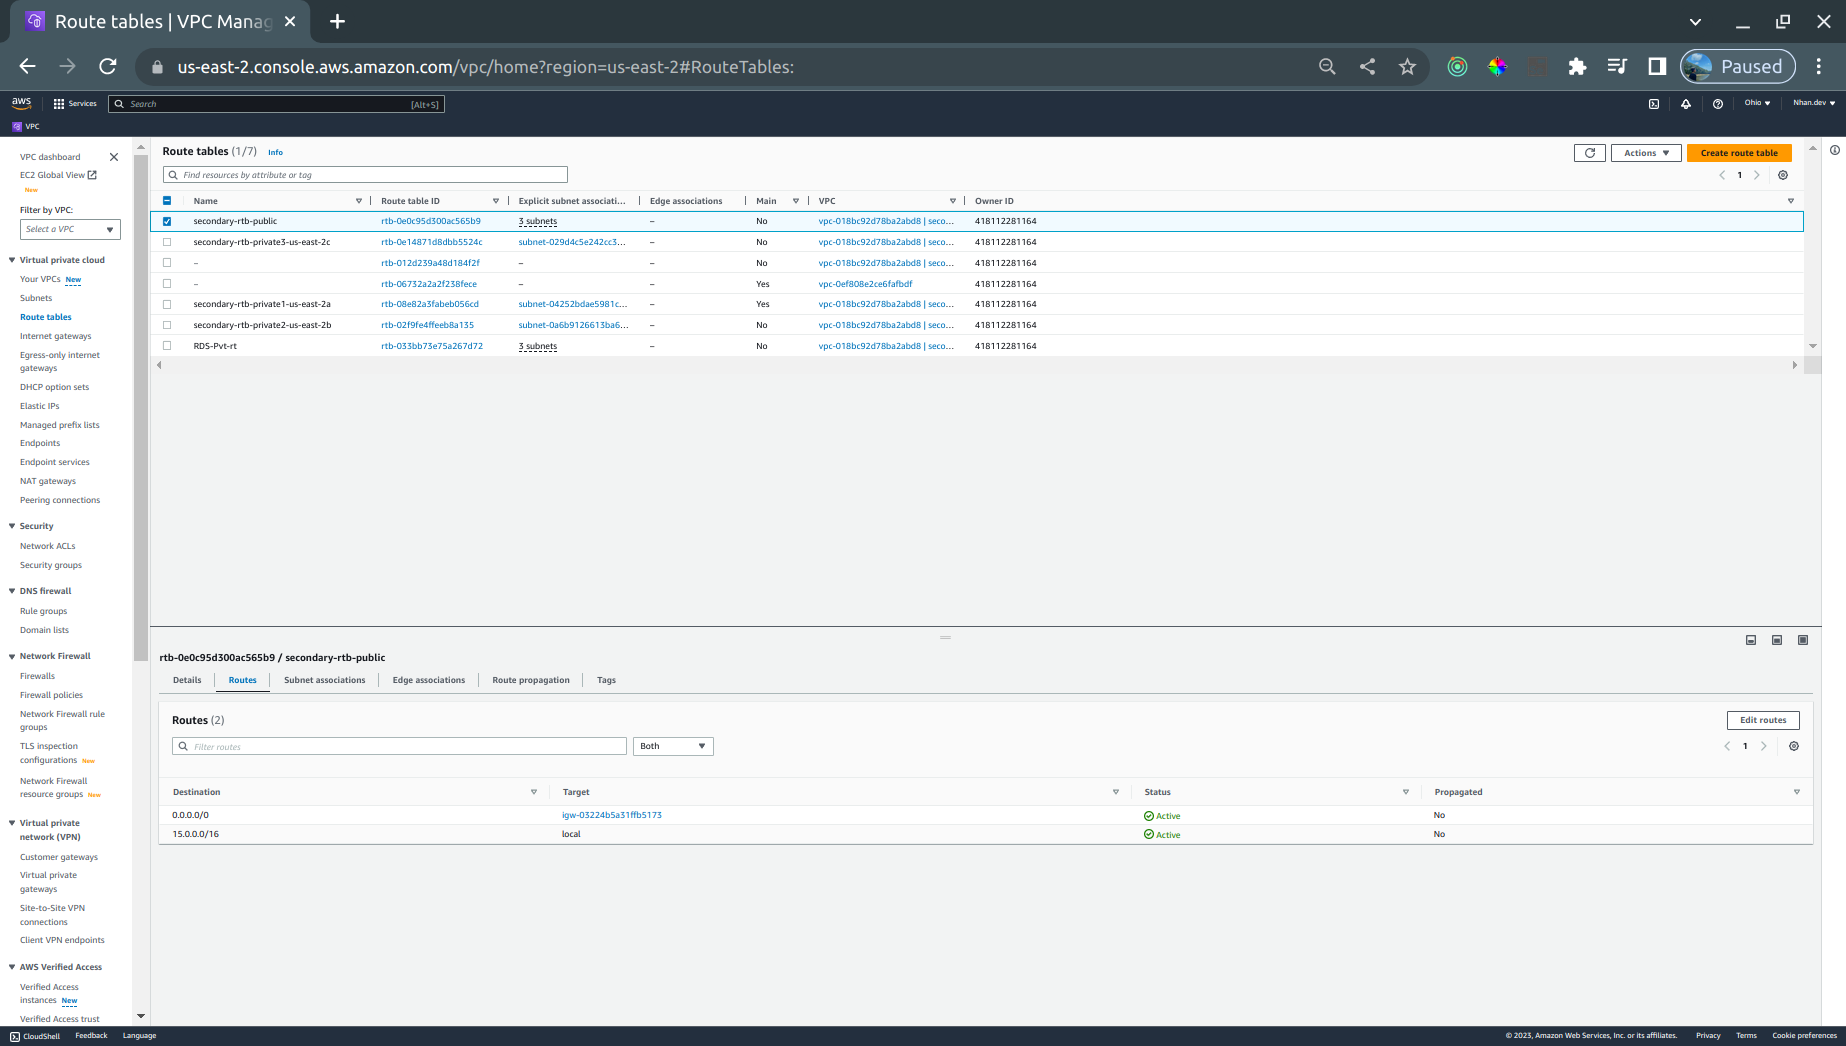 Route tables | VPC Manag
us-east-2.console.aws.amazon.com/vpc/home?region=us-east-2#RouteTables:
Paused
aws Services Search [Alt+S] Ohio Nhan.dev
VPC
VPC dashboard
EC2 Global View
New
Filter by VPC:
Select a VPC
Virtual private cloud
Your VPCs New
Subnets
Route tables
Internet gateways
Egress-only internet
gateways
DHCP option sets
Elastic IPs
Managed prefix lists
Endpoints
Endpoint services
NAT gateways
Peering connections
Security
Network ACLs
Security groups
DNS firewall
Rule groups
Domain lists
Network Firewall
Firewalls
Firewall policies
Network Firewall rule
groups
TLS inspection
configurations New
Network Firewall
resource groups New
Virtual private
network (VPN)
Customer gateways
Virtual private
gateways
Site-to-Site VPN
connections
Client VPN endpoints
AWS Verified Access
Verified Access
instances New
Verified Access trust
Route tables (1/7) Info
Actions
Create route table
Find resources by attribute or tag
1
Name Route table ID Explicit subnet associati... Edge associations Main VPC Owner ID
secondary-rtb-public rtb-0e0c95d300ac565b9 3 subnets – No vpc-018bc92d78ba2abd8 | seco... 418112281164
secondary-rtb-private3-us-east-2c rtb-0e14871d8dbb5524c subnet-029d4c5e242cc3... – No vpc-018bc92d78ba2abd8 | seco... 418112281164
– rtb-012d239a48d184f2f – – No vpc-018bc92d78ba2abd8 | seco... 418112281164
– rtb-06732a2a2f238fece – – Yes vpc-0ef808e2ce6fafbdf 418112281164
secondary-rtb-private1-us-east-2a rtb-08e82a3fabeb056cd subnet-04252bdae5981c... – Yes vpc-018bc92d78ba2abd8 | seco... 418112281164
secondary-rtb-private2-us-east-2b rtb-02f9fe4ffeeb8a135 subnet-0a6b9126613ba6... – No vpc-018bc92d78ba2abd8 | seco... 418112281164
RDS-Pvt-rt rtb-033bb73e75a267d72 3 subnets – No vpc-018bc92d78ba2abd8 | seco... 418112281164
rtb-0e0c95d300ac565b9 / secondary-rtb-public
Details Routes Subnet associations Edge associations Route propagation Tags
Routes (2)
Edit routes
Filter routes
Both
1
Destination Target Status Propagated
0.0.0.0/0 igw-03224b5a31ffb5173 Active No
15.0.0.0/16 local Active No
CloudShell Feedback Language © 2023, Amazon Web Services, Inc. or its affiliates. Privacy Terms Cookie preferences